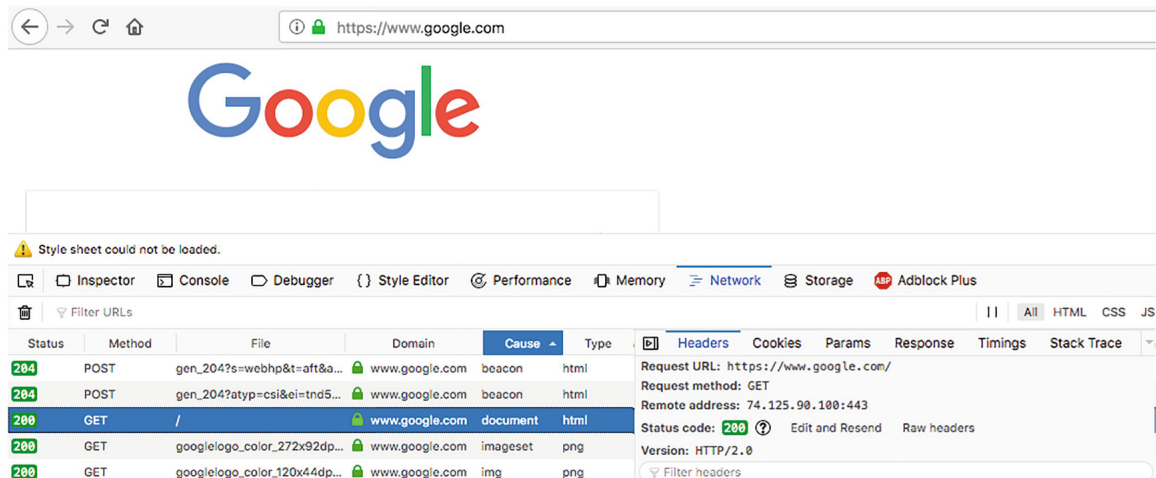 https://www.google.com
Google
Style sheet could not be loaded.
Inspector Console Debugger {} Style Editor Performance Memory Network Storage ABP Adblock Plus
Filter URLs All HTML CSS JS
Status Method File Domain Cause Type Headers Cookies Params Response Timings Stack Trace
204 POST gen_204?s=webhp&t=aft&a... www.google.com beacon html
Request URL: https://www.google.com/
Request method: GET
204 POST gen_204?atyp=csi&ei=tnd5... www.google.com beacon html
Remote address: 74.125.90.100:443
200 GET / www.google.com document html
Status code: 200 ? Edit and Resend Raw headers
200 GET googlelogo_color_272x92dp... www.google.com imageset png
Version: HTTP/2.0
200 GET googlelogo_color_120x44dp... www.google.com img png
Filter headers